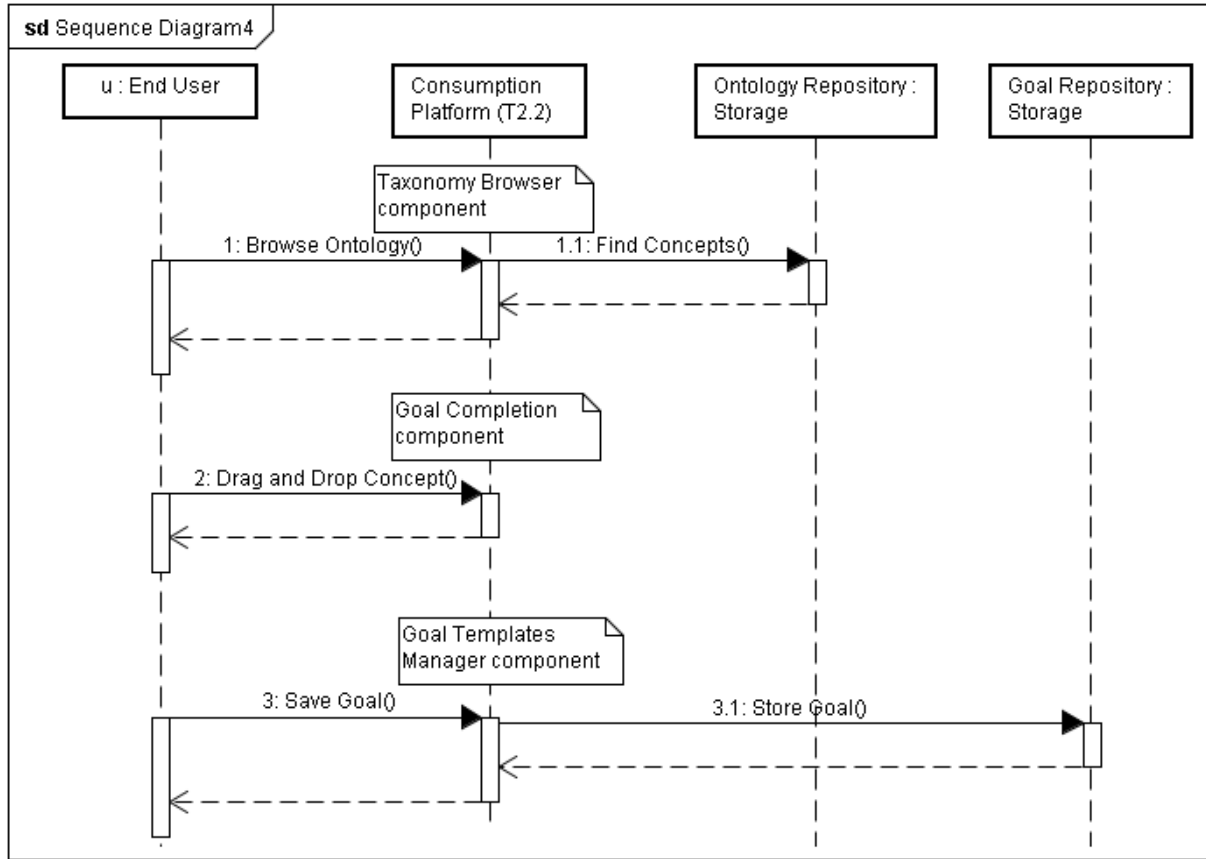 sd Sequence Diagram4
u : End User
Consumption
Platform (T2.2)
Ontology Repository :
Storage
Goal Repository :
Storage
Taxonomy Browser
component
1: Browse Ontology()
1.1: Find Concepts()
Goal Completion
component
2: Drag and Drop Concept()
Goal Templates
Manager component
3: Save Goal()
3.1: Store Goal()